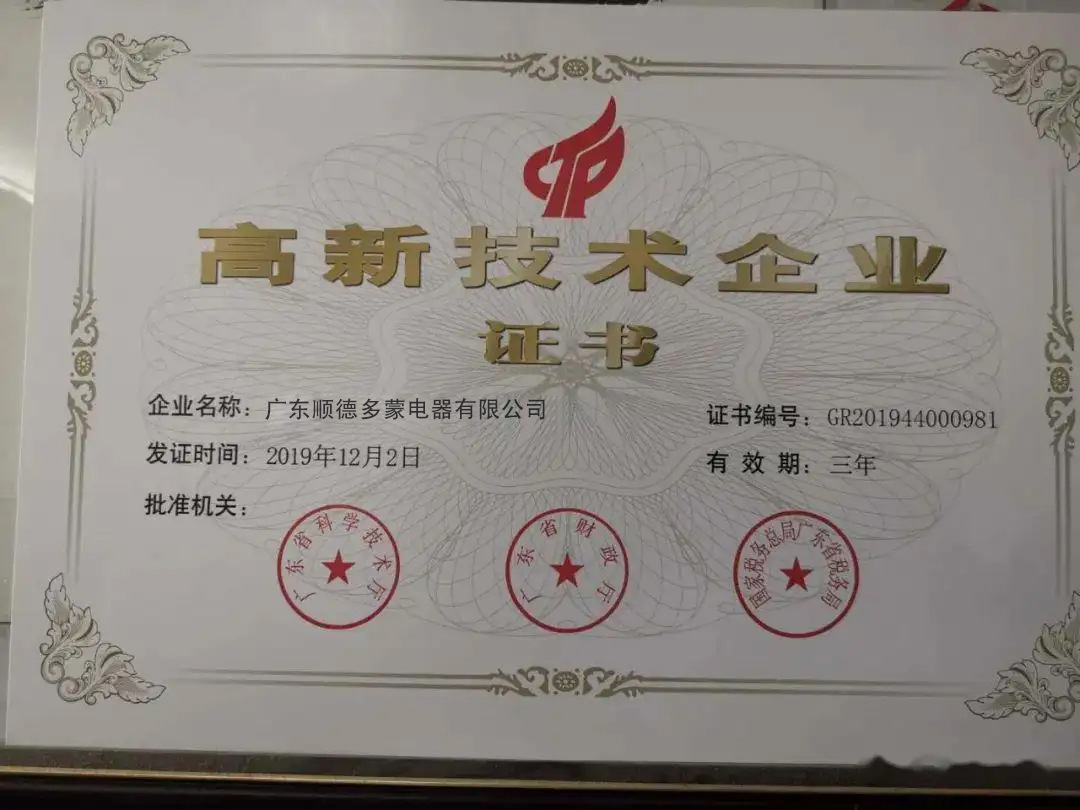 CTP
高新技术企业
证书
企业名称：广东顺德多蒙电器有限公司
证书编号：GR201944000981
发证时间：2019年12月2日
有效期：三年
批准机关：
广东省科学技术厅
广东省财政厅
国家税务总局广东省税务局